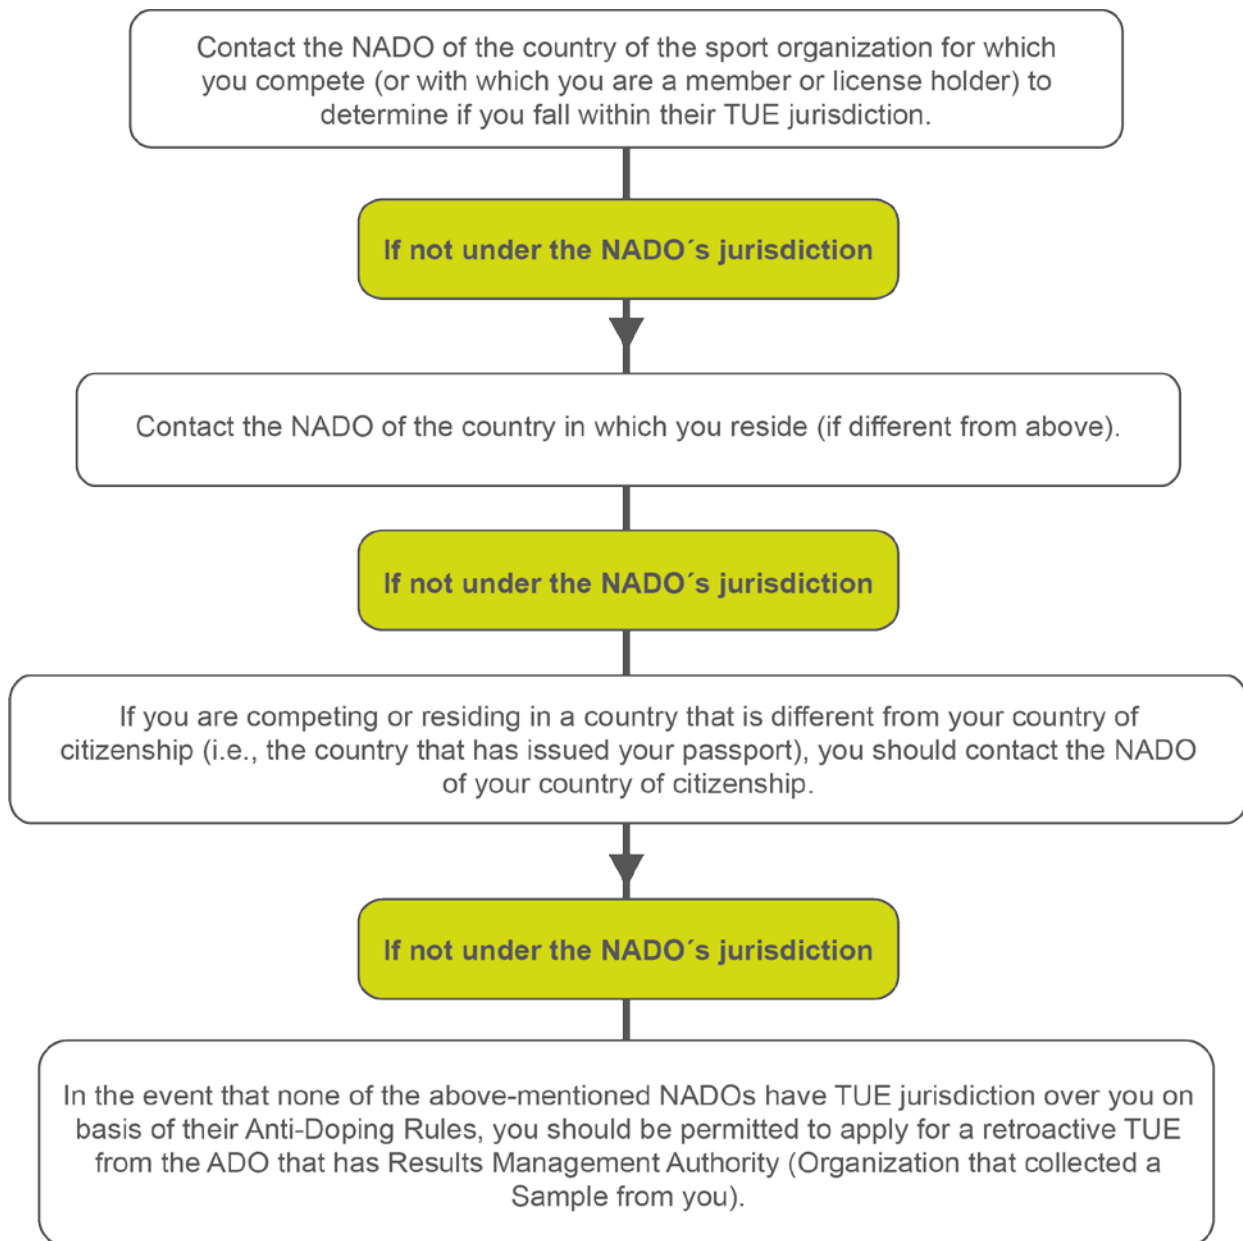 Contact the NADO of the country of the sport organization for which
you compete (or with which you are a member or license holder) to
determine if you fall within their TUE jurisdiction.
If not under the NADO´s jurisdiction
Contact the NADO of the country in which you reside (if different from above).
If not under the NADO´s jurisdiction
If you are competing or residing in a country that is different from your country of
citizenship (i.e., the country that has issued your passport), you should contact the NADO
of your country of citizenship.
If not under the NADO´s jurisdiction
In the event that none of the above-mentioned NADOs have TUE jurisdiction over you on
basis of their Anti-Doping Rules, you should be permitted to apply for a retroactive TUE
from the ADO that has Results Management Authority (Organization that collected a
Sample from you).